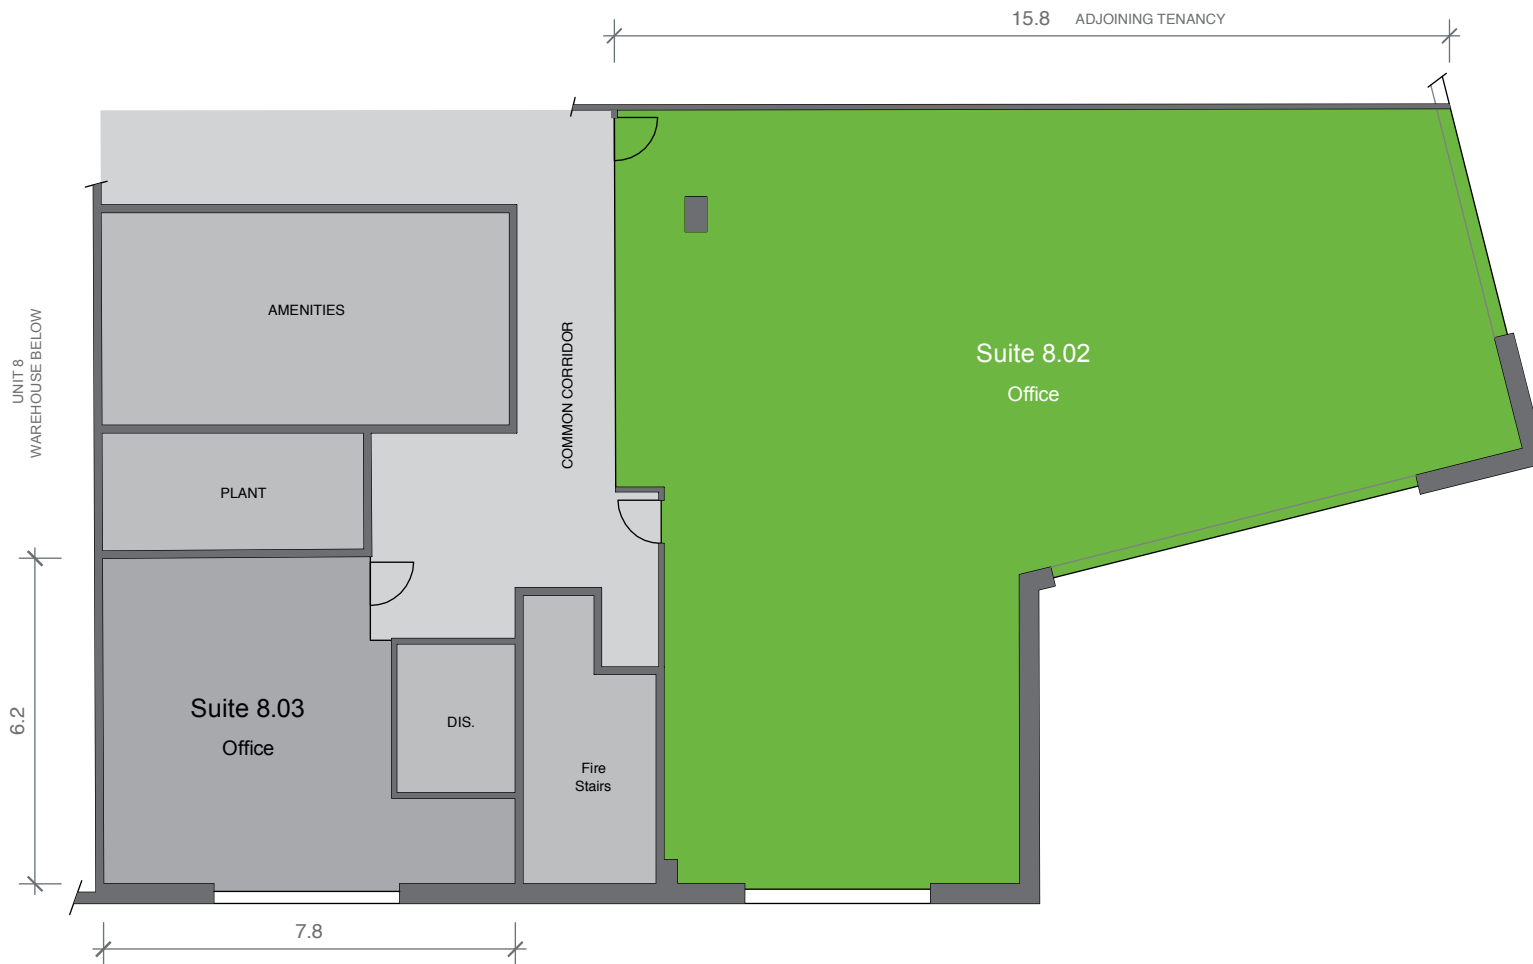 15.8 ADJOINING TENANCY
AMENITIES
UNIT 8
WAREHOUSE BELOW
COMMON CORRIDOR
Suite 8.02
Office
PLANT
Suite 8.03
Office
6.2
DIS.
Fire
Stairs
7.8